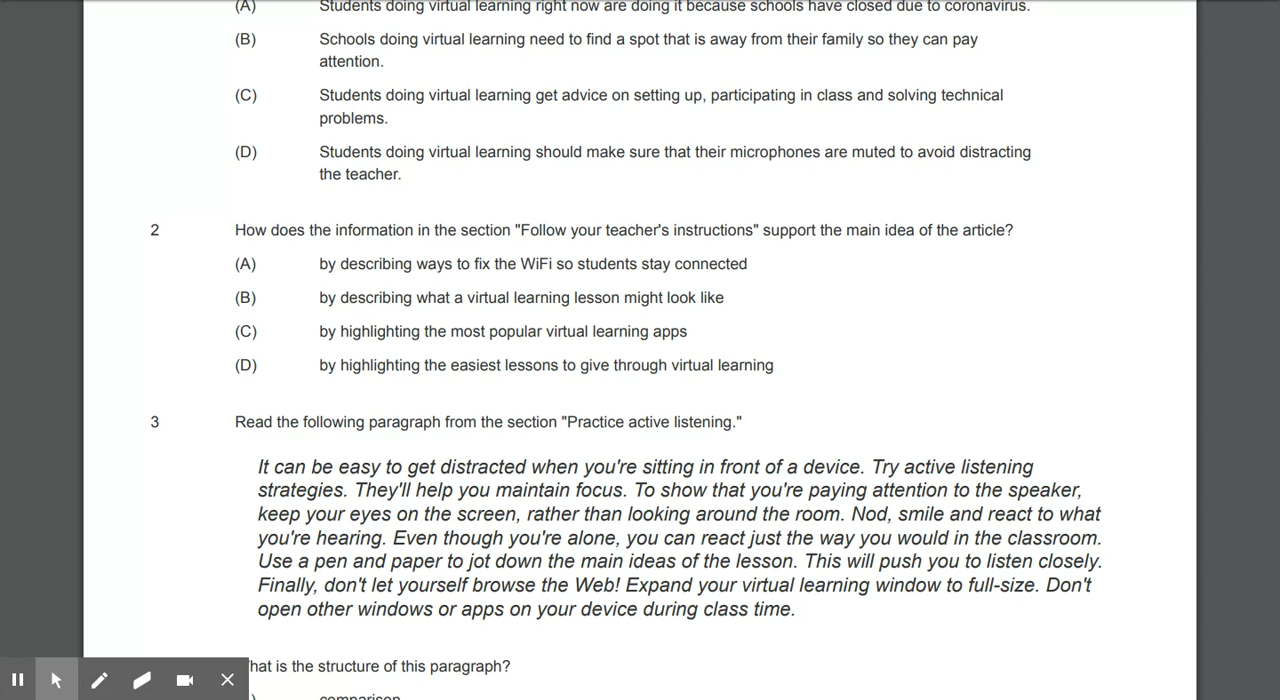 (A) Students doing virtual learning right now are doing it because schools have closed due to coronavirus.
(B) Schools doing virtual learning need to find a spot that is away from their family so they can pay
attention.
(C) Students doing virtual learning get advice on setting up, participating in class and solving technical
problems.
(D) Students doing virtual learning should make sure that their microphones are muted to avoid distracting
the teacher.
2 How does the information in the section "Follow your teacher's instructions" support the main idea of the article?
(A) by describing ways to fix the WiFi so students stay connected
(B) by describing what a virtual learning lesson might look like
(C) by highlighting the most popular virtual learning apps
(D) by highlighting the easiest lessons to give through virtual learning
3 Read the following paragraph from the section "Practice active listening."
It can be easy to get distracted when you're sitting in front of a device. Try active listening
strategies. They'll help you maintain focus. To show that you're paying attention to the speaker,
keep your eyes on the screen, rather than looking around the room. Nod, smile and react to what
you're hearing. Even though you're alone, you can react just the way you would in the classroom.
Use a pen and paper to jot down the main ideas of the lesson. This will push you to listen closely.
Finally, don't let yourself browse the Web! Expand your virtual learning window to full-size. Don't
open other windows or apps on your device during class time.
hat is the structure of this paragraph?
) comparison